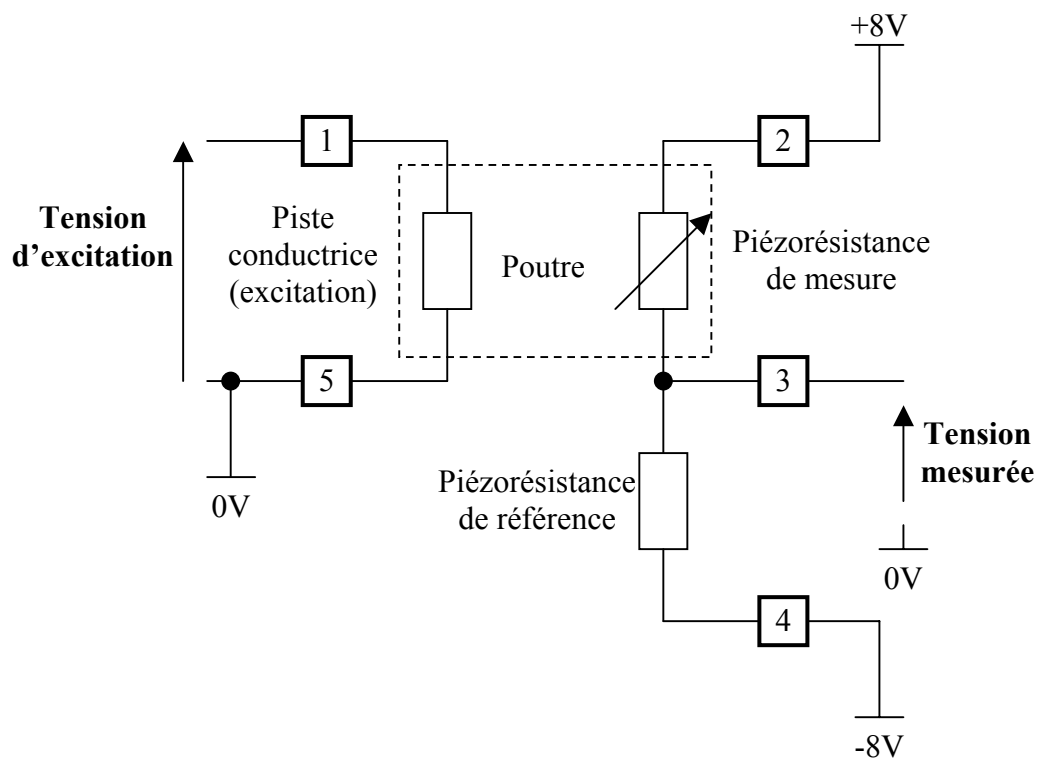 +8V
1
2
Tension
d'excitation
Piste
conductrice
(excitation)
Poutre
Piézorésistance
de mesure
5
3
0V
Tension
mesurée
Piézorésistance
de référence
0V
4
-8V